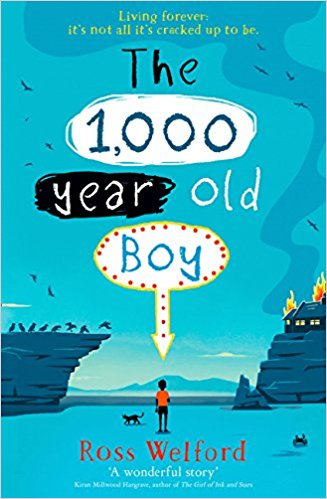 Living forever:
it's not all it's cracked up to be.
The
1,000
year old
Boy
Ross Welford
'A wonderful story'
Kiran Millwood Hargrave, author of The Girl of Ink and Stars